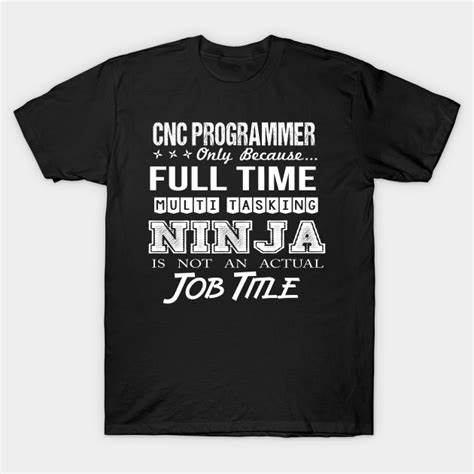 CNC PROGRAMMER
Only Because...
FULL TIME
MULTI TASKING
NINJA
IS NOT AN ACTUAL
JOB TITLE